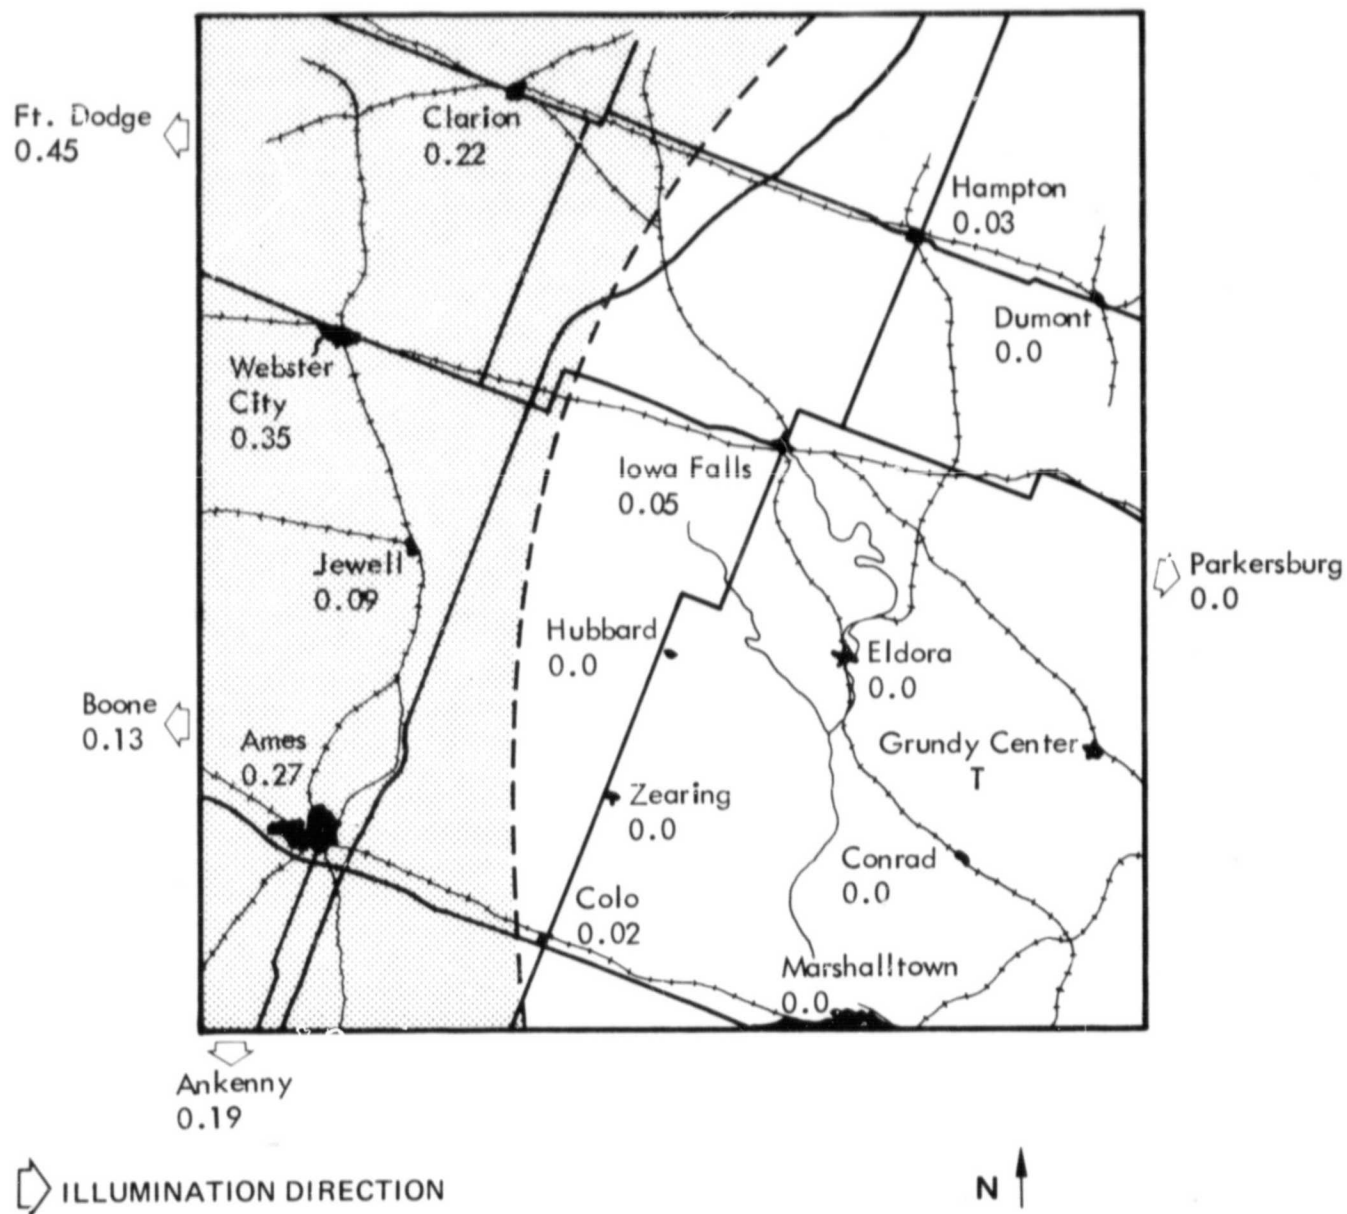 Ft. Dodge
0.45
Clarion
0.22
Hampton
0.03
Dumont
0.0
Webster
City
0.35
Iowa Falls
0.05
Jewell
0.09
Parkersburg
0.0
Hubbard
0.0
Eldora
0.0
Boone
0.13
Ames
0.27
Grundy Center
T
Zearing
0.0
Conrad
0.0
Colo
0.02
Marshalltown
0.0
Ankenny
0.19
ILLUMINATION DIRECTION
N